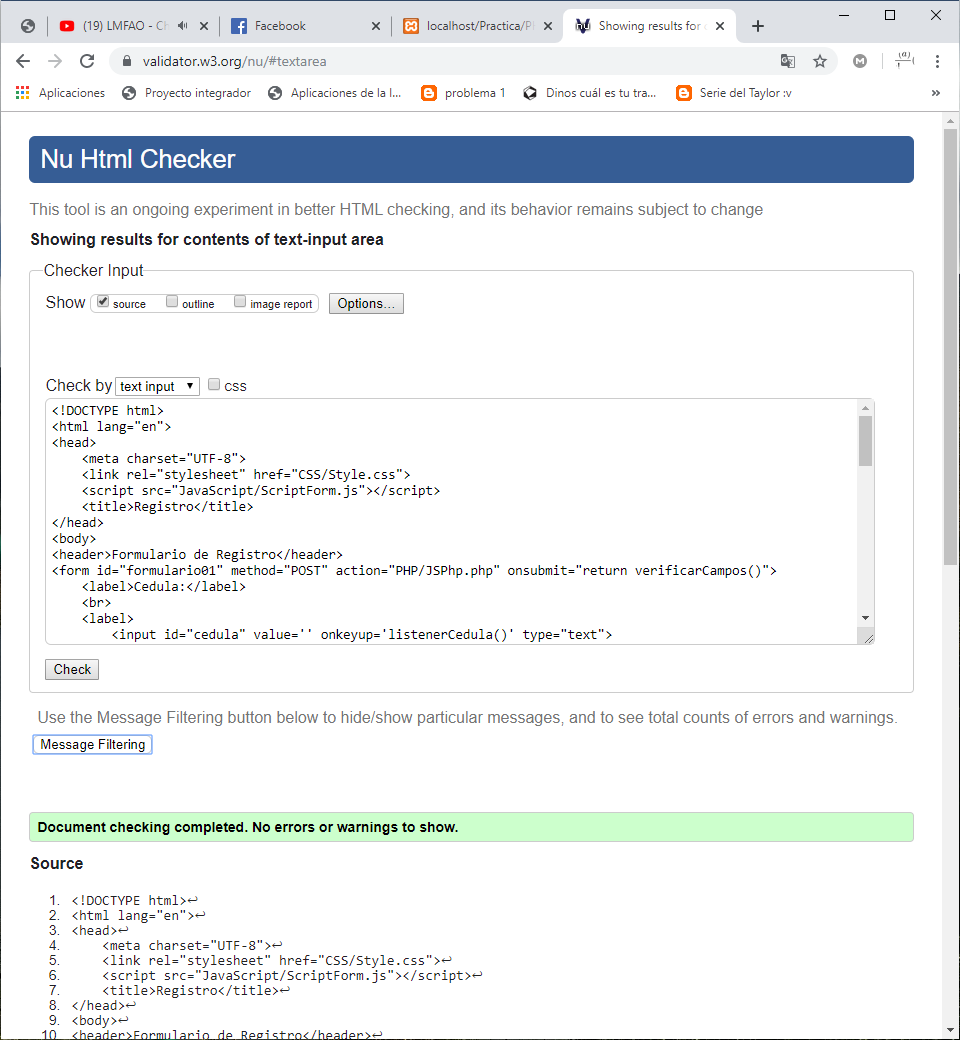 (19) LMFAO - Ch
Facebook
localhost/Practica/P
Showing results for c
validator.w3.org/nu/#textarea
Aplicaciones
Proyecto integrador
Aplicaciones de la I...
problema 1
Dinos cuál es tu tra...
Serie del Taylor :v
»
Nu Html Checker
This tool is an ongoing experiment in better HTML checking, and its behavior remains subject to change
Showing results for contents of text-input area
Checker Input
Show source outline image report Options...
Check by text input css
<!DOCTYPE html>
<html lang="en">
<head>
    <meta charset="UTF-8">
    <link rel="stylesheet" href="CSS/Style.css">
    <script src="JavaScript/ScriptForm.js"></script>
    <title>Registro</title>
</head>
<body>
<header>Formulario de Registro</header>
<form id="formulario01" method="POST" action="PHP/JSPhp.php" onsubmit="return verificarCampos()">
    <label>Cedula:</label>
    <br>
    <label>
        <input id="cedula" value='' onkeyup='listenerCedula()' type="text">
Check
Use the Message Filtering button below to hide/show particular messages, and to see total counts of errors and warnings.
Message Filtering
Document checking completed. No errors or warnings to show.
Source
1. <!DOCTYPE html>↩
2. <html lang="en">↩
3. <head>↩
4.     <meta charset="UTF-8">↩
5.     <link rel="stylesheet" href="CSS/Style.css">↩
6.     <script src="JavaScript/ScriptForm.js"></script>↩
7.     <title>Registro</title>↩
8. </head>↩
9. <body>↩
10. <header>Formulario de Registro</header>↩